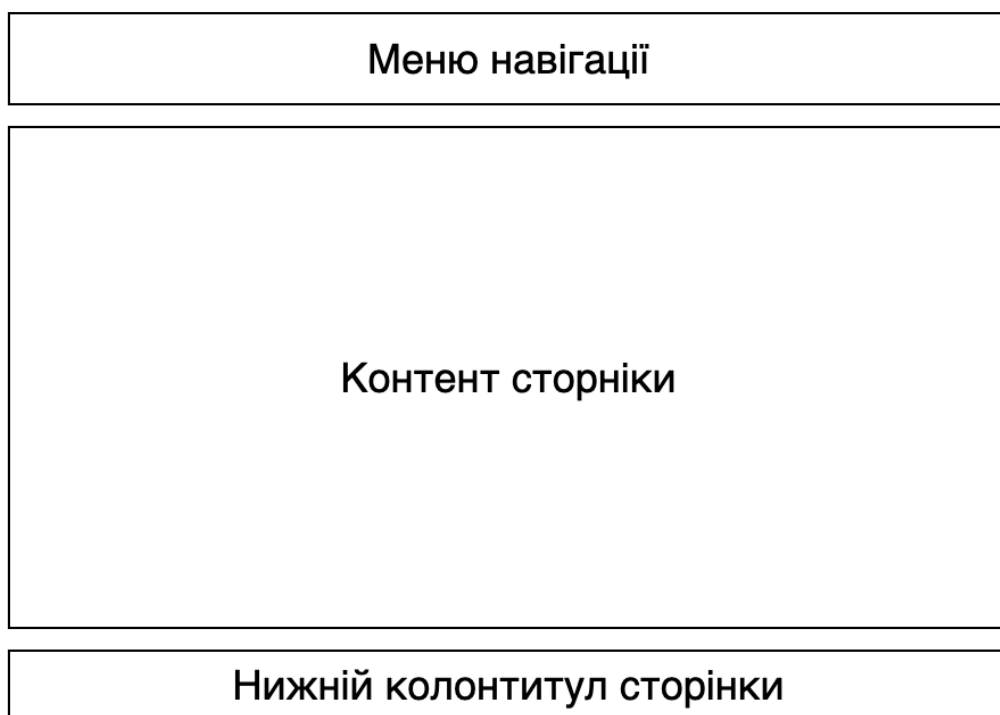 Меню навігації
Контент сторніки
Нижній колонтитул сторінки